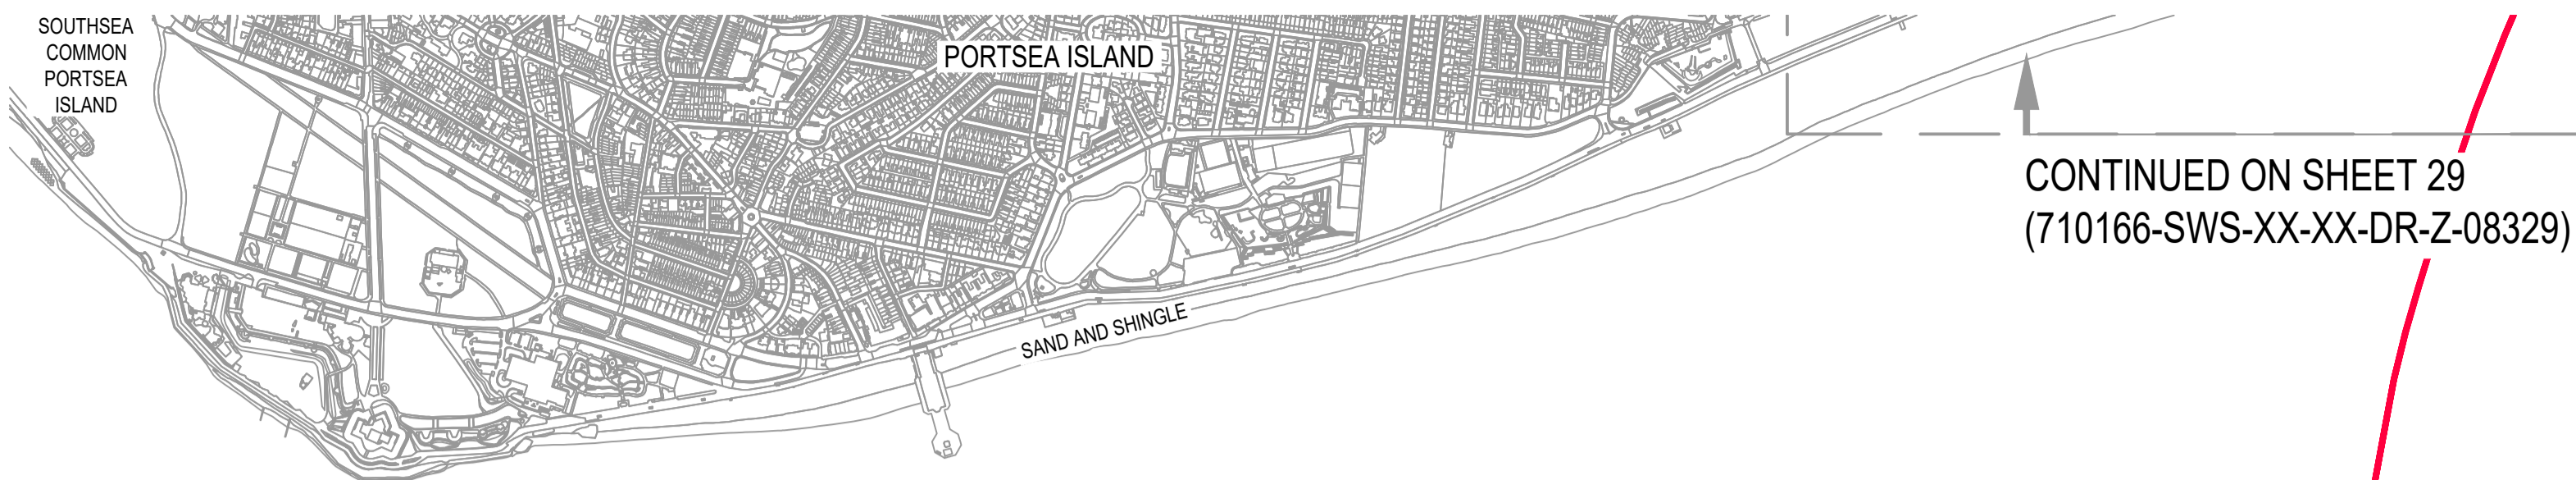 SOUTHSEA
COMMON
PORTSEA
ISLAND
PORTSEA ISLAND
SAND AND SHINGLE
CONTINUED ON SHEET 29
(710166-SWS-XX-XX-DR-Z-08329)